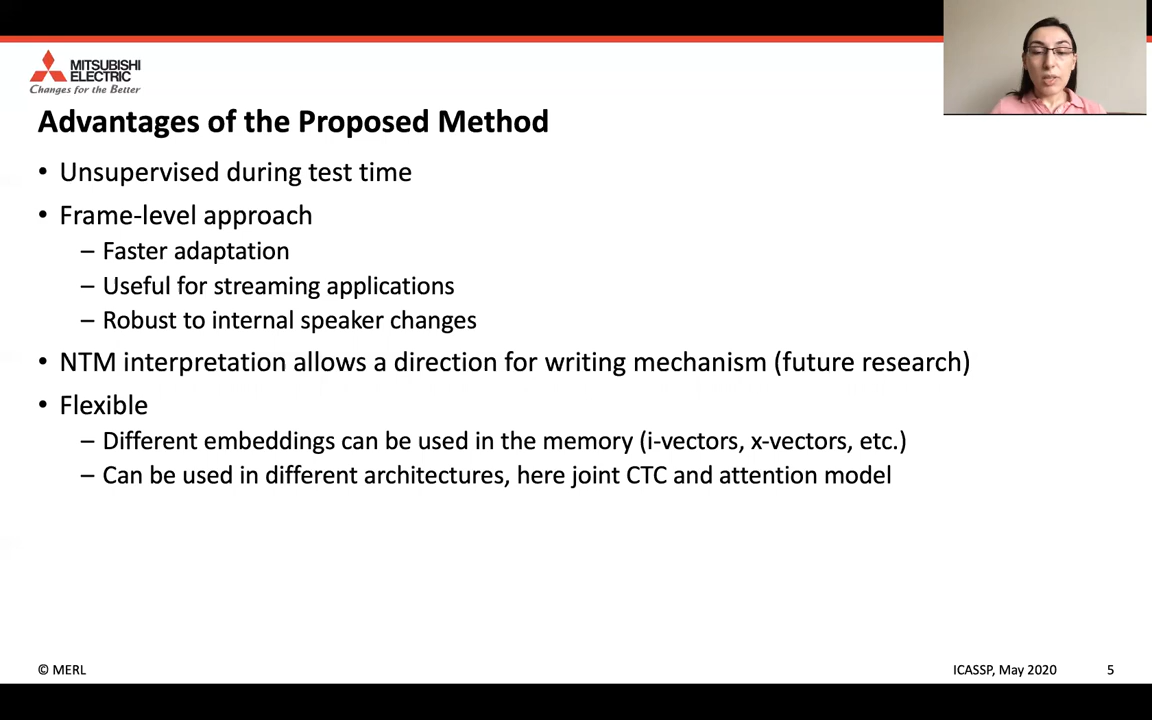 MITSUBISHI
ELECTRIC
Changes for the Better
Advantages of the Proposed Method
• Unsupervised during test time
• Frame-level approach
– Faster adaptation
– Useful for streaming applications
– Robust to internal speaker changes
• NTM interpretation allows a direction for writing mechanism (future research)
• Flexible
– Different embeddings can be used in the memory (i-vectors, x-vectors, etc.)
– Can be used in different architectures, here joint CTC and attention model
© MERL
ICASSP, May 2020 5